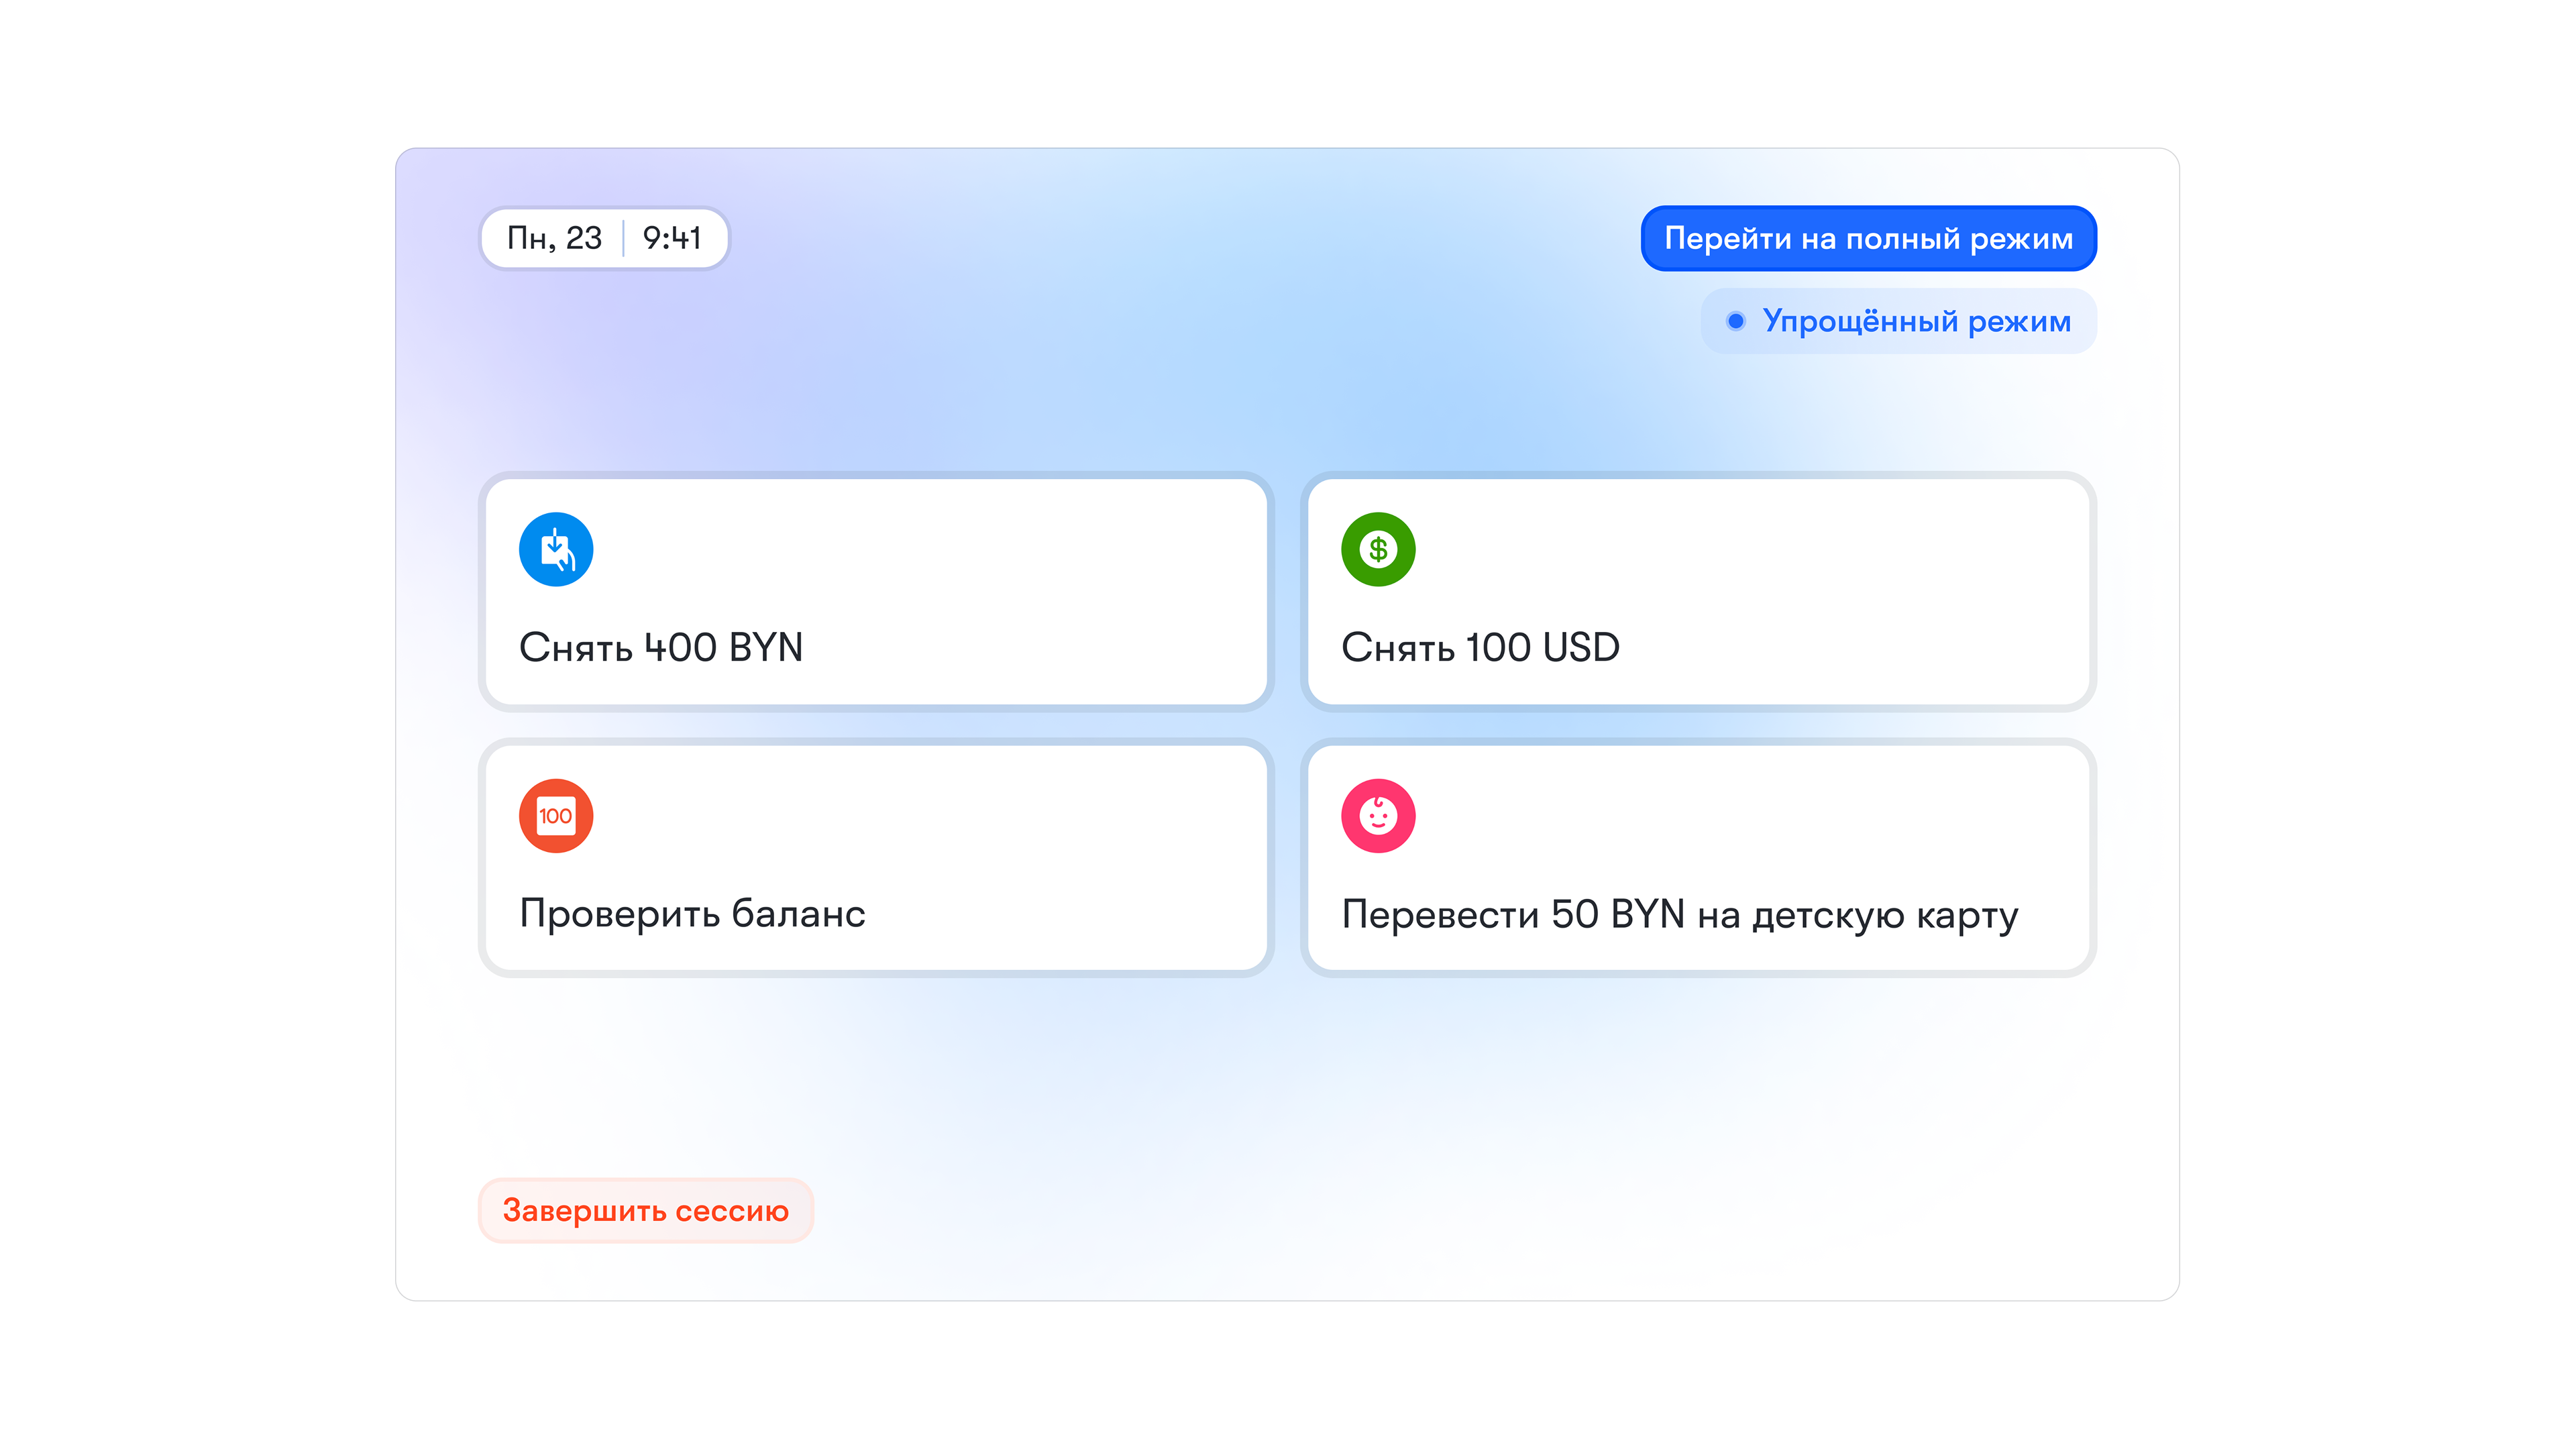 Пн, 23 9:41
Перейти на полный режим
Упрощённый режим
Снять 400 BYN
$
Снять 100 USD
100
Проверить баланс
Перевести 50 BYN на детскую карту
Завершить сессию